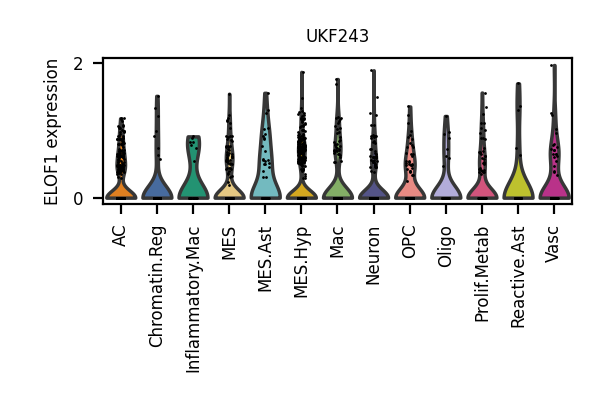 UKF243
ELOF1 expression
2
0
AC
Chromatin.Reg
Inflammatory.Mac
MES
MES.Ast
MES.Hyp
Mac
Neuron
OPC
Oligo
Prolif.Metab
Reactive.Ast
Vasc